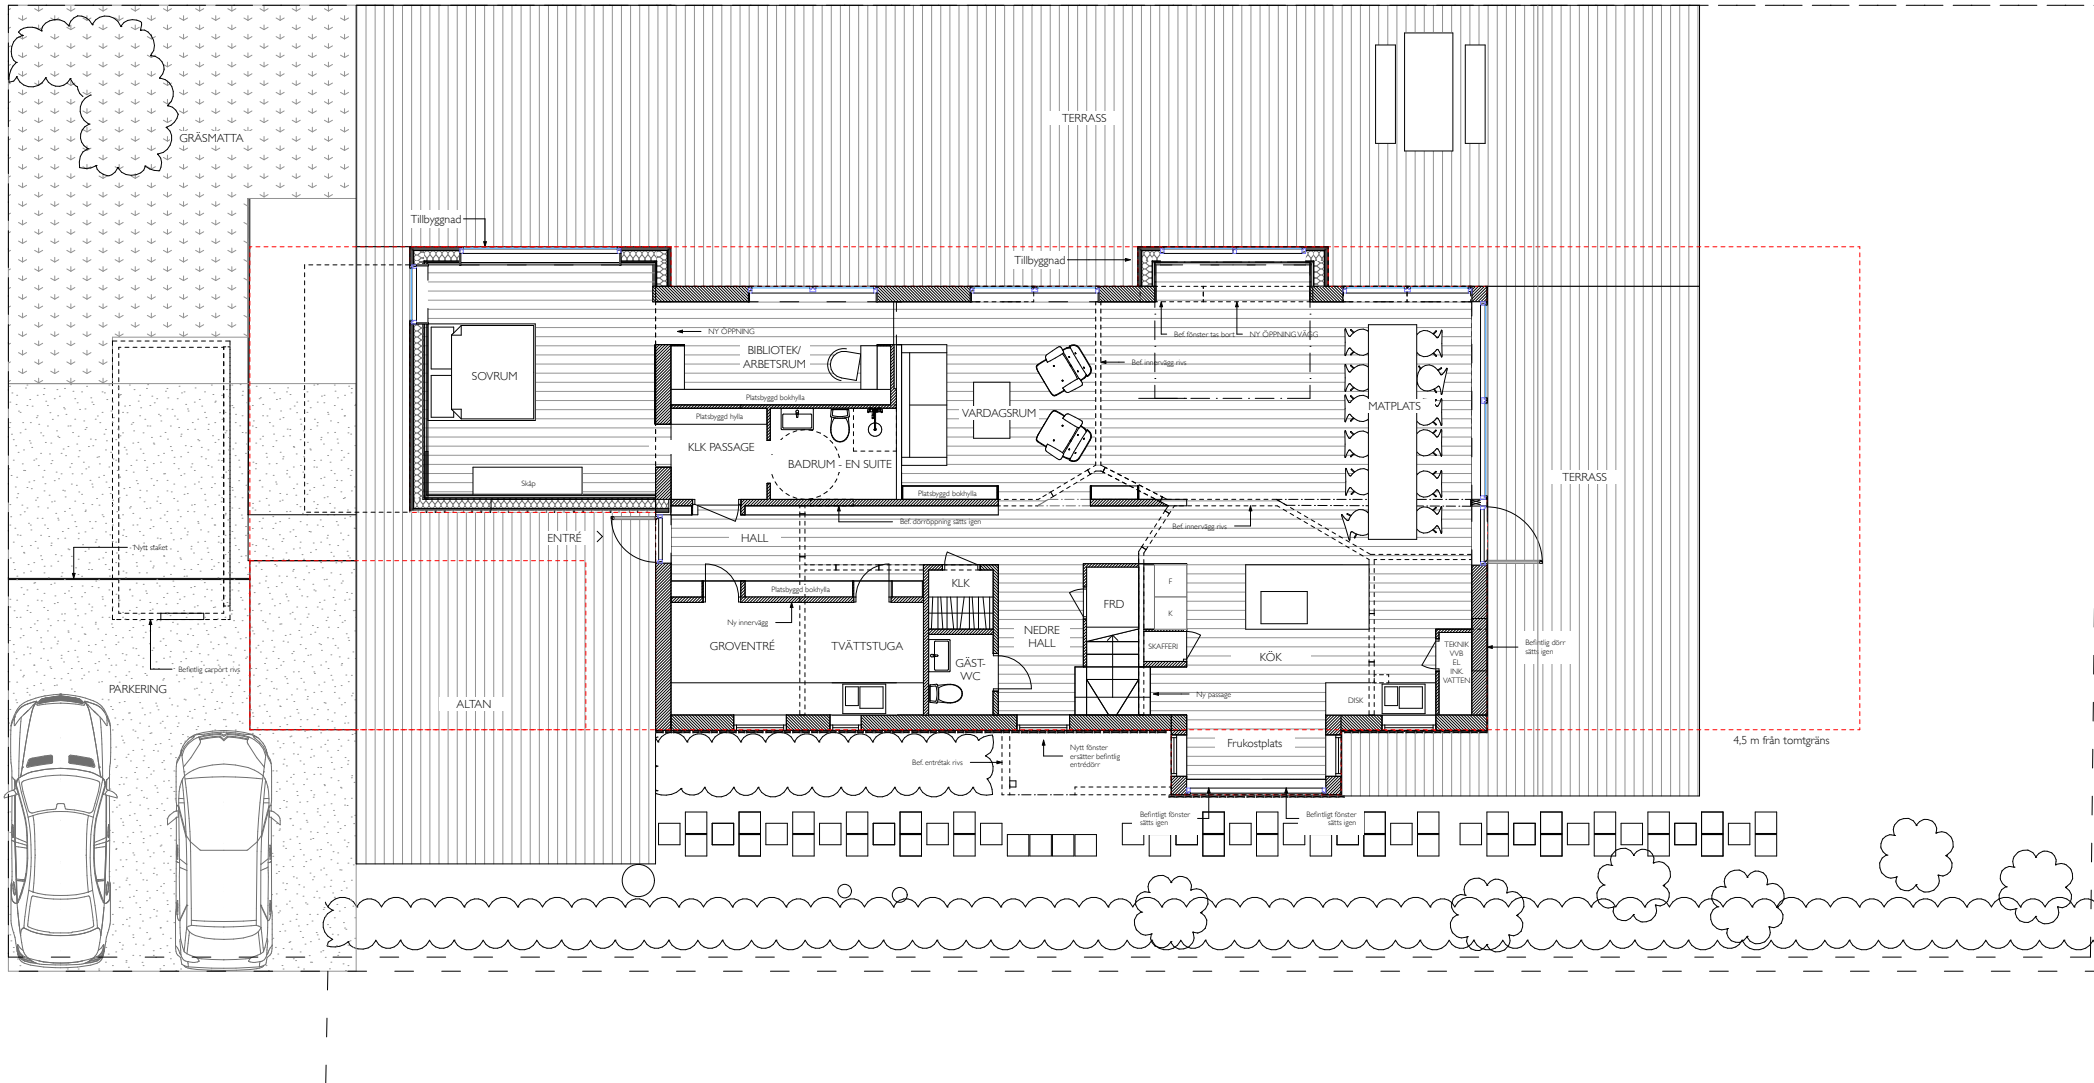 TERRASS
GRÄSMATTA
Tillbyggnad
Tillbyggnad
NY ÖPPNING
Bef. fönster tas bort
NY ÖPPNING VÄGG
BIBLIOTEK/
ARBETSRUM
Bef. innervägg rivs
SOVRUM
Platsbyggd bokhylla
Platsbyggd hylla
VARDAGSRUM
MATPLATS
KLK PASSAGE
BADRUM - EN SUITE
Skåp
Platsbyggd bokhylla
TERRASS
Bef. dörröppning sätts igen
Bef. innervägg rivs
ENTRÉ
HALL
Nytt staket
KLK
F
Platsbyggd bokhylla
FRD
K
Ny innervägg
NEDRE
HALL
GROVENTRÉ
TVÄTTSTUGA
SKAFFERI
KÖK
TEKNIK
VVB
EL
INK.
VATTEN
Befintlig dörr
sätts igen
GÄST-
WC
Befintlig carport rivs
PARKERING
Ny passage
DISK
ALTAN
Frukostplats
4,5 m från tomtgräns
Nytt fönster
ersätter befintlig
entrédörr
Bef. entrétak rivs
Befintligt fönster
sätts igen
Befintligt fönster
sätts igen